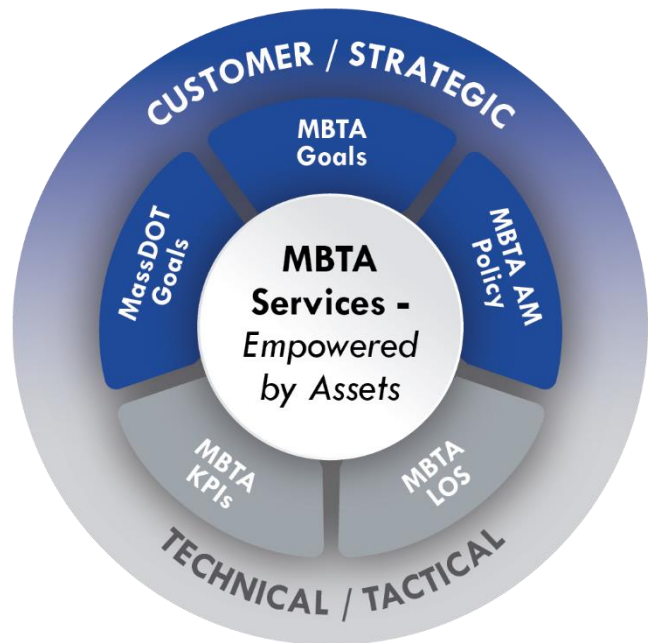 CUSTOMER / STRATEGIC
MBTA
Goals
MassDOT
Goals
MBTA AM
Policy
MBTA
Services -
Empowered
by Assets
MBTA
KPIs
MBTA
LOS
TECHNICAL / TACTICAL